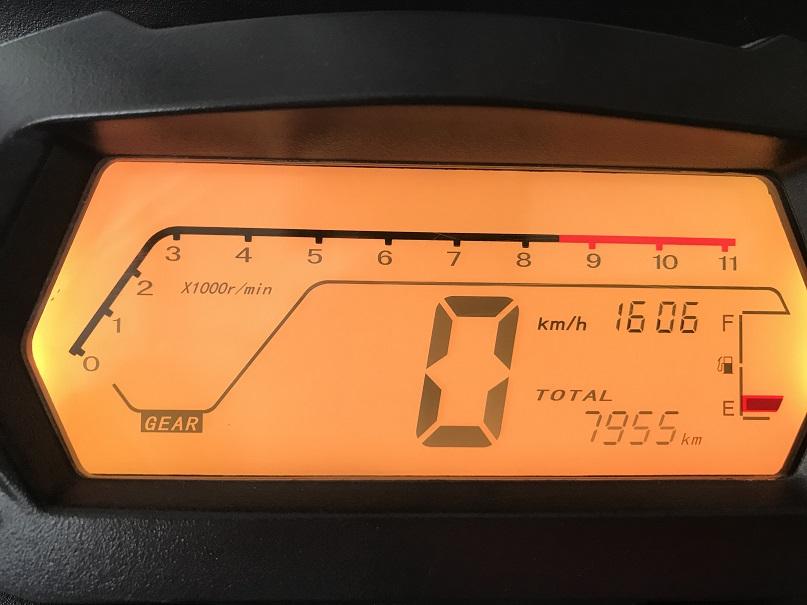 3 4 5 6 7 8 9 10 11
2 X1000r/min
1
0
0 km/h 1606 F
TOTAL E
GEAR 7955 km